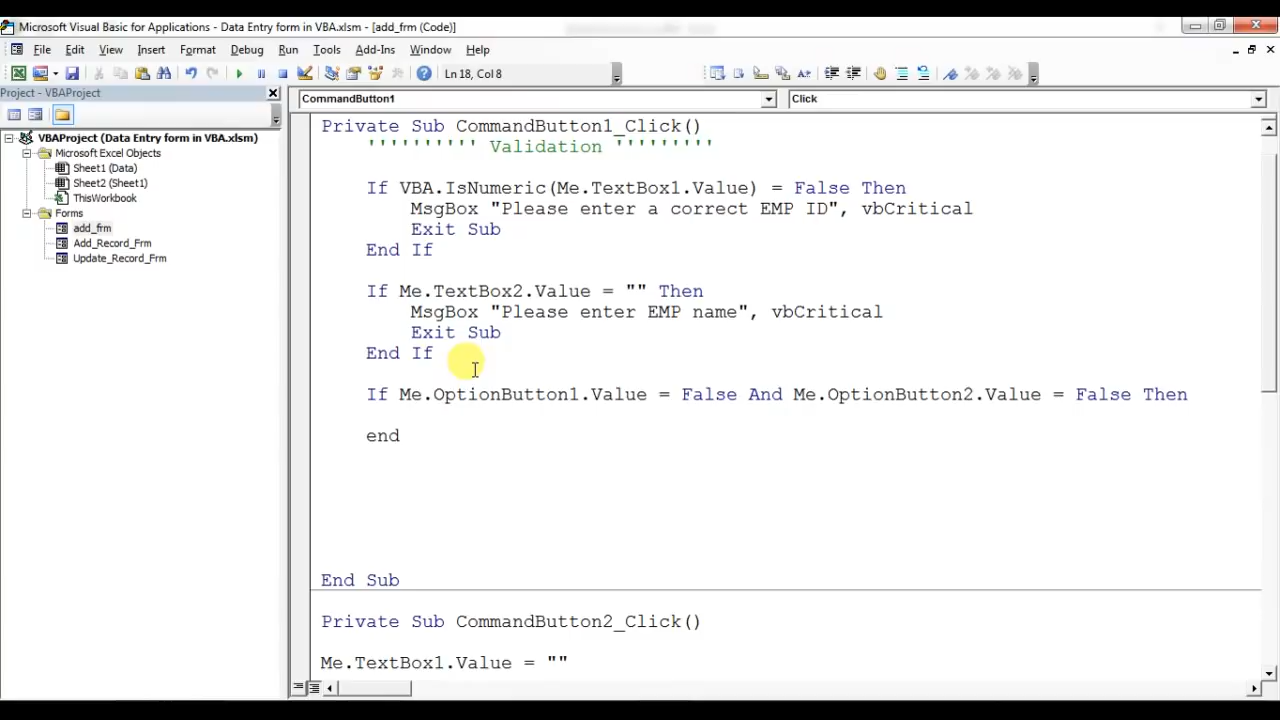 Microsoft Visual Basic for Applications - Data Entry form in VBA.xlsm - [add_frm (Code)]
File Edit View Insert Format Debug Run Tools Add-Ins Window Help
Ln 18, Col 8
Project - VBAProject
CommandButton1 Click
VBAProject (Data Entry form in VBA.xlsm)
Microsoft Excel Objects
Sheet1 (Data)
Sheet2 (Sheet1)
ThisWorkbook
Forms
add_frm
Add_Record_Frm
Update_Record_Frm
Private Sub CommandButton1_Click()
'''''''''' Validation '''''''''
If VBA.IsNumeric(Me.TextBox1.Value) = False Then
MsgBox "Please enter a correct EMP ID", vbCritical
Exit Sub
End If
If Me.TextBox2.Value = "" Then
MsgBox "Please enter EMP name", vbCritical
Exit Sub
End If
If Me.OptionButton1.Value = False And Me.OptionButton2.Value = False Then
end
End Sub
Private Sub CommandButton2_Click()
Me.TextBox1.Value = ""